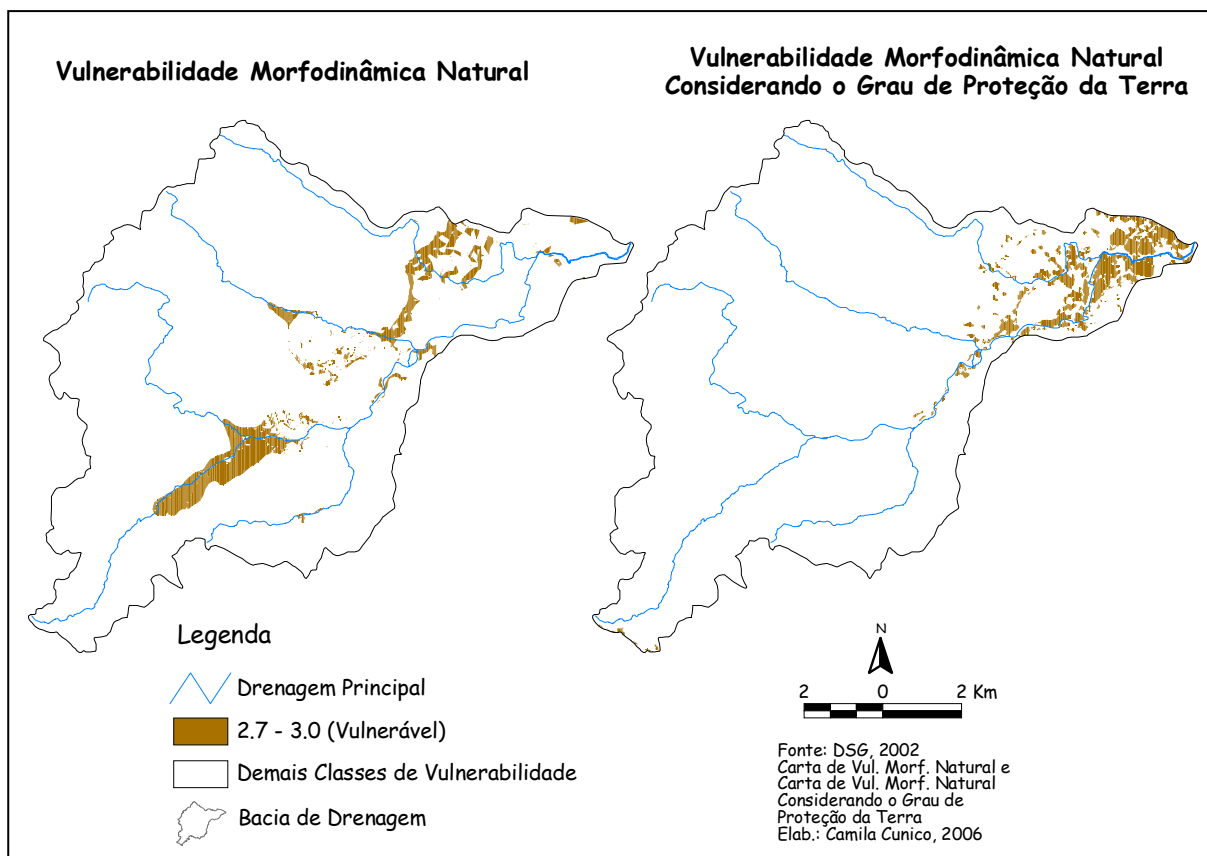 Vulnerabilidade Morfodinâmica Natural
Vulnerabilidade Morfodinâmica Natural
Considerando o Grau de Proteção da Terra
Legenda
Drenagem Principal
2.7 - 3.0 (Vulnerável)
Demais Classes de Vulnerabilidade
Bacia de Drenagem
N
2 0 2 Km
Fonte: DSG, 2002
Carta de Vul. Morf. Natural e
Carta de Vul. Morf. Natural
Considerando o Grau de
Proteção da Terra
Elab.: Camila Cunico, 2006